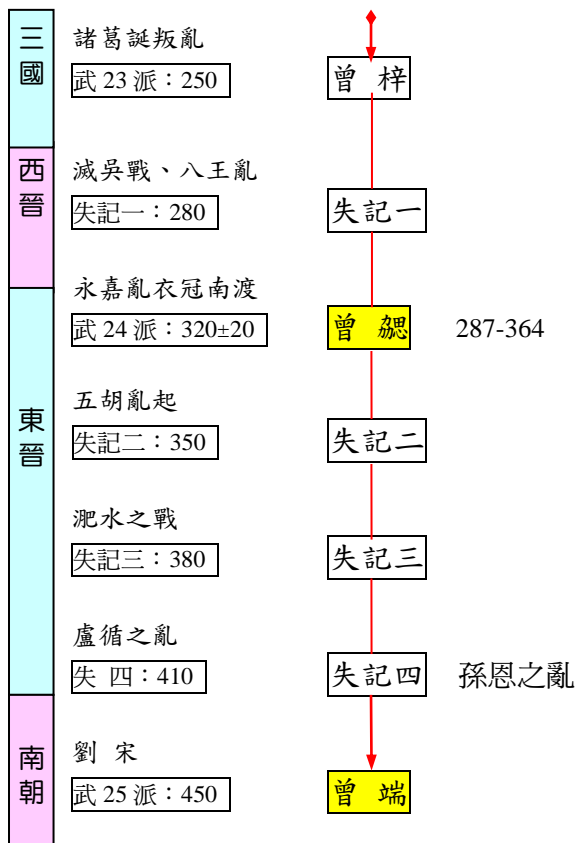 三國
諸葛誕叛亂
武 23 派：250
曾 梓
西晉
滅吳戰、八王亂
失記一：280
失記一
永嘉亂衣冠南渡
武 24 派：320±20
曾 勰
287-364
東晉
五胡亂起
失記二：350
失記二
淝水之戰
失記三：380
失記三
盧循之亂
失 四：410
失記四
孫恩之亂
南朝
劉 宋
武 25 派：450
曾 端